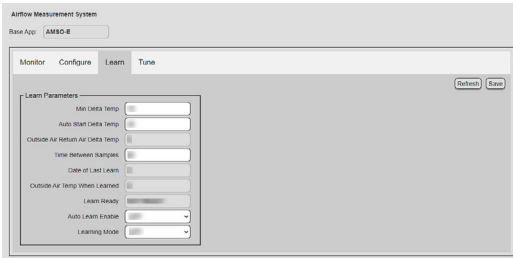 Airflow Measurement System
Base App: AMSO-E
Monitor Configure Learn Tune
Refresh Save
Learn Parameters
Min Delta Temp
Auto Start Delta Temp
Outside Air Return Air Delta Temp
Time Between Samples
Date of Last Learn
Outside Air Temp When Learned
Learn Ready
Auto Learn Enable
Learning Mode